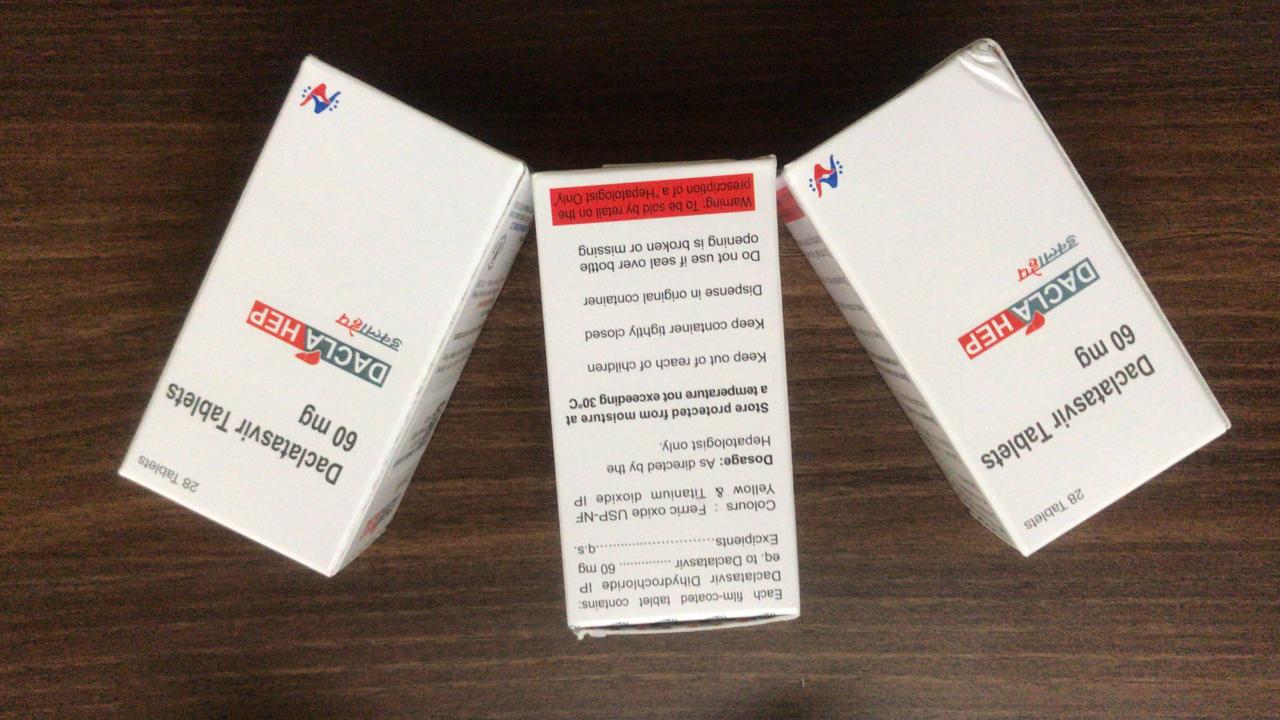 28 Tablets
Daclatasvir Tablets
60 mg
DACLA HEP
डक्लाहेप
Each film-coated tablet contains:
Daclatasvir Dihydrochloride IP
eq. to Daclatasvir ............. 60 mg
Excipients............................q.s.
Colours : Ferric oxide USP-NF
Yellow & Titanium dioxide IP
Dosage: As directed by the
Hepatologist only.
Store protected from moisture at
a temperature not exceeding 30°C
Keep out of reach of children
Keep container tightly closed
Dispense in original container
Do not use if seal over bottle
opening is broken or missing
Warning: To be sold by retail on the
prescription of a "Hepatologist Only"
28 Tablets
Daclatasvir Tablets
60 mg
DACLA HEP
डक्लाहेप